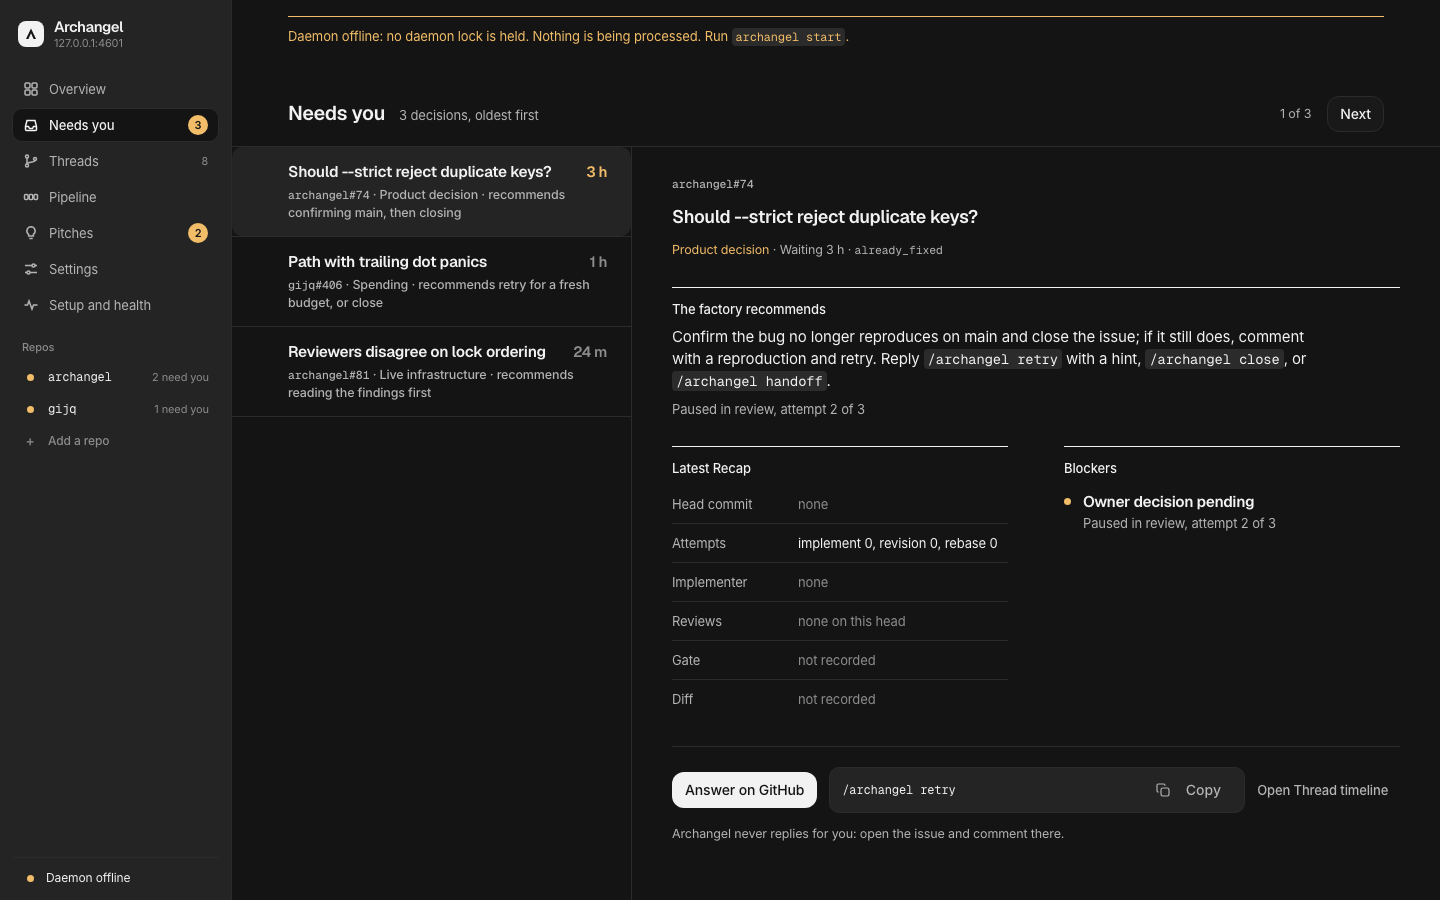 Archangel
127.0.0.1:4601
Overview
Needs you 3
Threads 8
Pipeline
Pitches 2
Settings
Setup and health
Repos
archangel 2 need you
gijq 1 need you
+ Add a repo
Daemon offline
Daemon offline: no daemon lock is held. Nothing is being processed. Run archangel start.
Needs you 3 decisions, oldest first
1 of 3 Next
Should --strict reject duplicate keys? 3 h
archangel#74 · Product decision · recommends
confirming main, then closing
Path with trailing dot panics 1 h
gijq#406 · Spending · recommends retry for a fresh
budget, or close
Reviewers disagree on lock ordering 24 m
archangel#81 · Live infrastructure · recommends
reading the findings first
archangel#74
Should --strict reject duplicate keys?
Product decision · Waiting 3 h · already_fixed
The factory recommends
Confirm the bug no longer reproduces on main and close the issue; if it still does, comment
with a reproduction and retry. Reply /archangel retry with a hint, /archangel close, or
/archangel handoff.
Paused in review, attempt 2 of 3
Latest Recap
Head commit none
Attempts implement 0, revision 0, rebase 0
Implementer none
Reviews none on this head
Gate not recorded
Diff not recorded
Blockers
Owner decision pending
Paused in review, attempt 2 of 3
Answer on GitHub /archangel retry Copy Open Thread timeline
Archangel never replies for you: open the issue and comment there.